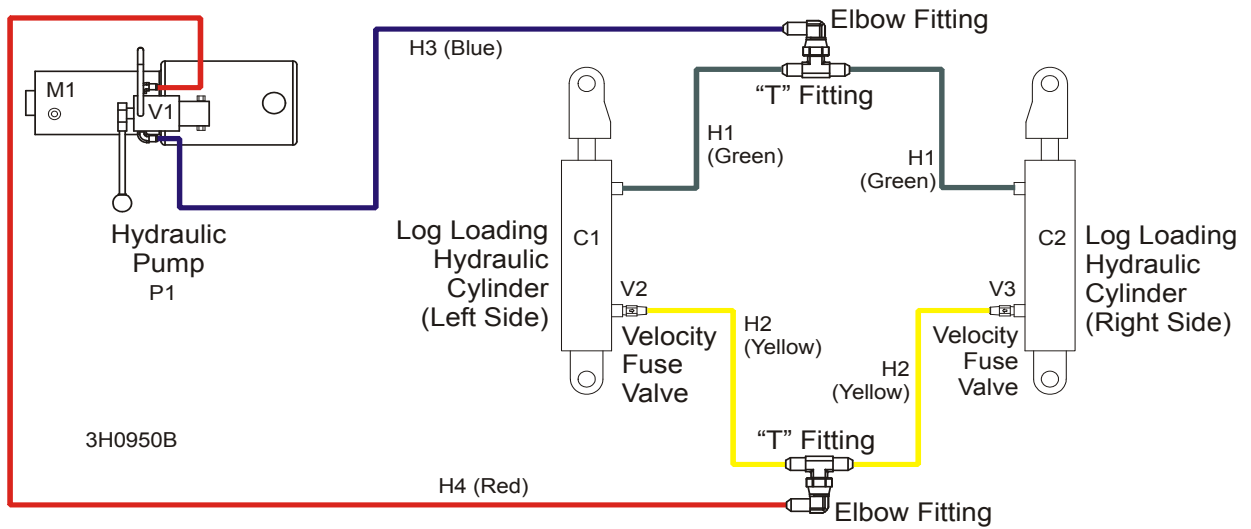 Elbow Fitting
H3 (Blue)
M1
V1
“T” Fitting
H1
(Green)
H1
(Green)
Hydraulic
Pump
P1
Log Loading
Hydraulic
Cylinder
(Left Side)
C1
C2
Log Loading
Hydraulic
Cylinder
(Right Side)
V2
V3
Velocity
Fuse
Valve
H2
(Yellow)
H2
(Yellow)
Velocity
Fuse
Valve
3H0950B
“T” Fitting
H4 (Red)
Elbow Fitting